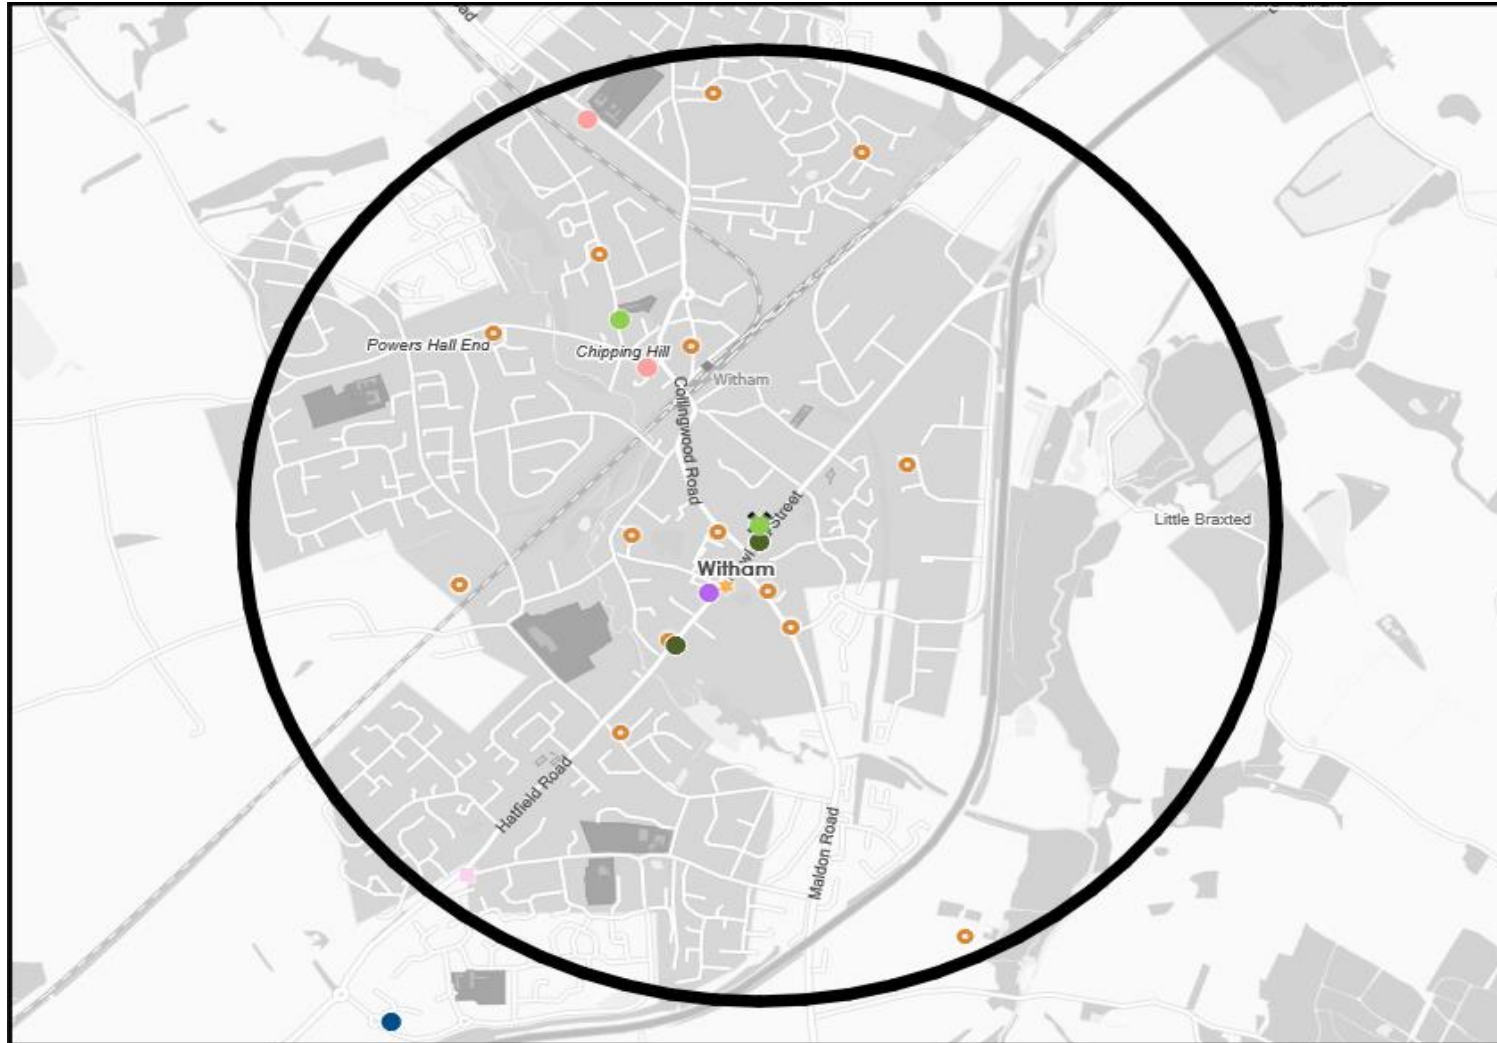 Powers Hall End
Chipping Hill
Witham
Collingwood Road
Street
Little Braxted
Witham
Hatfield Road
Maldon Road